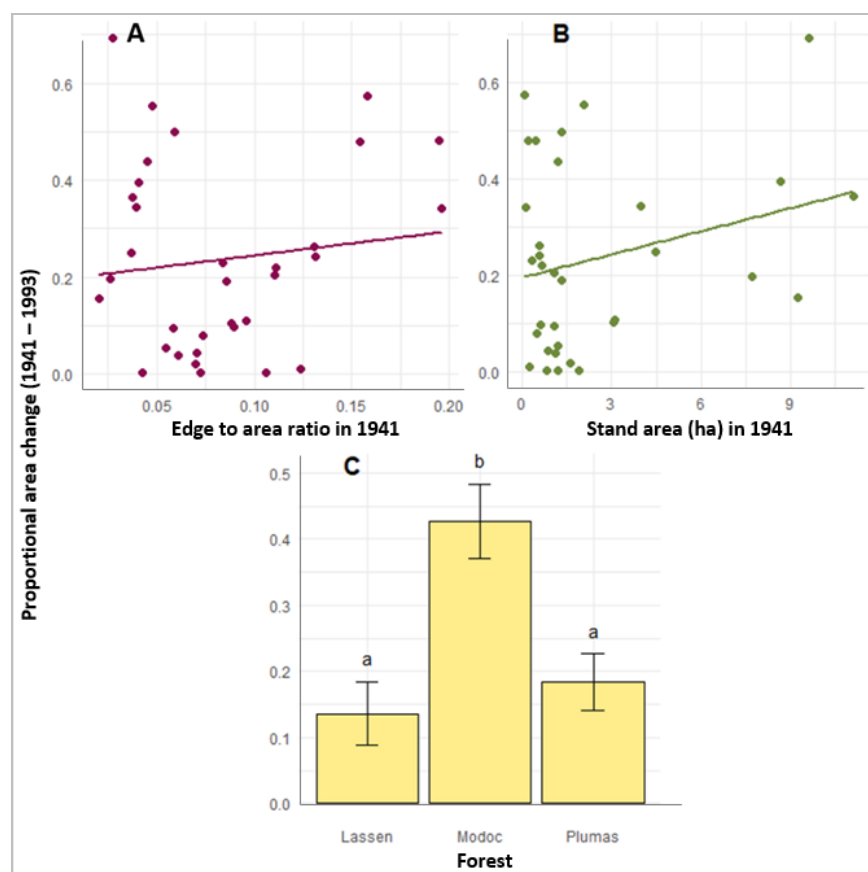 A
B
0.6
0.4
0.2
0.0
0.05
0.10
0.15
0.20
Edge to area ratio in 1941
0.6
0.4
0.2
0.0
0
3
6
9
Stand area (ha) in 1941
Proportional area change (1941 – 1993)
C
0.5
0.4
0.3
0.2
0.1
0.0
a
b
a
Lassen Modoc Plumas
Forest